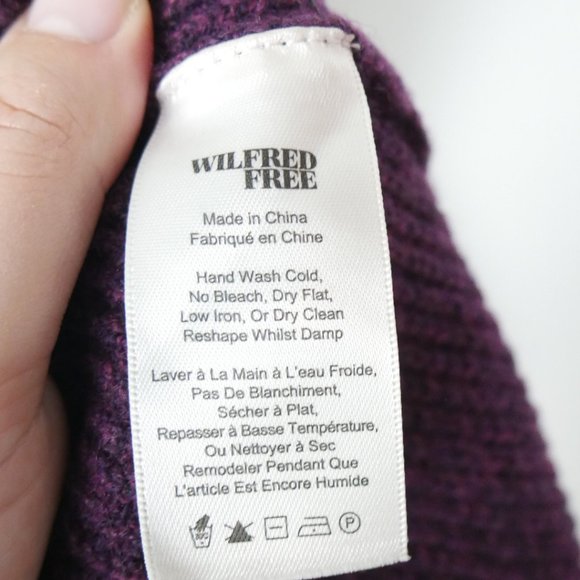 WILFRED
FREE
Made in China
Fabriqué en Chine
Hand Wash Cold,
No Bleach, Dry Flat,
Low Iron, Or Dry Clean
Reshape Whilst Damp
Laver à La Main à L'eau Froide,
Pas De Blanchiment,
Sécher à Plat,
Repasser à Basse Température,
Ou Nettoyer à Sec
Remodeler Pendant Que
L'article Est Encore Humide
P